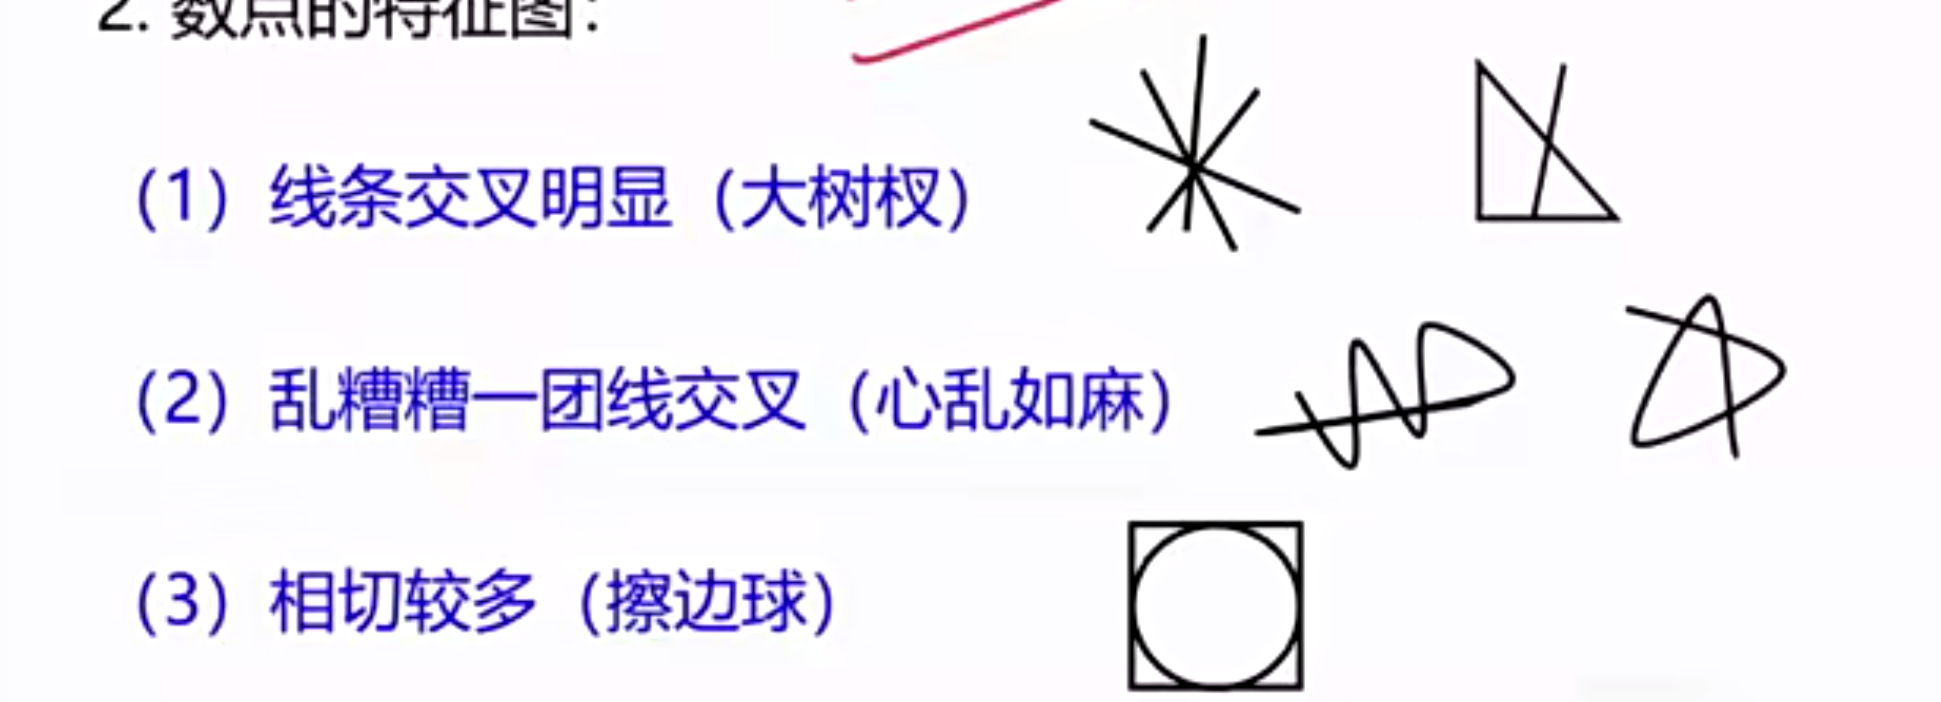 2. 数点的特征图：
（1）线条交叉明显（大树杈）
（2）乱糟糟一团线交叉（心乱如麻）
（3）相切较多（擦边球）